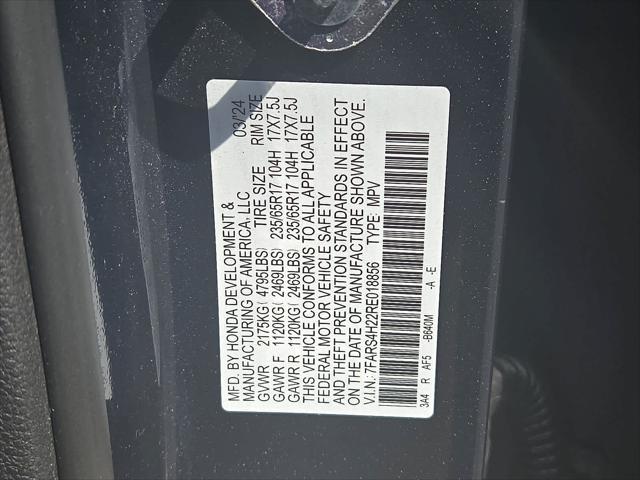 MFD. BY HONDA DEVELOPMENT &
MANUFACTURING OF AMERICA, LLC 03/24
GVWR 2175KG( 4795LBS) TIRE SIZE RIM SIZE
GAWR F 1120KG( 2469LBS) 235/65R17 104H 17X7.5J
GAWR R 1120KG( 2469LBS) 235/65R17 104H 17X7.5J
THIS VEHICLE CONFORMS TO ALL APPLICABLE
FEDERAL MOTOR VEHICLE SAFETY
AND THEFT PREVENTION STANDARDS IN EFFECT
ON THE DATE OF MANUFACTURE SHOWN ABOVE.
V.I.N.: 7FARS4H22RE018856 TYPE: MPV
3A4 R AF5 -B640M -A -E